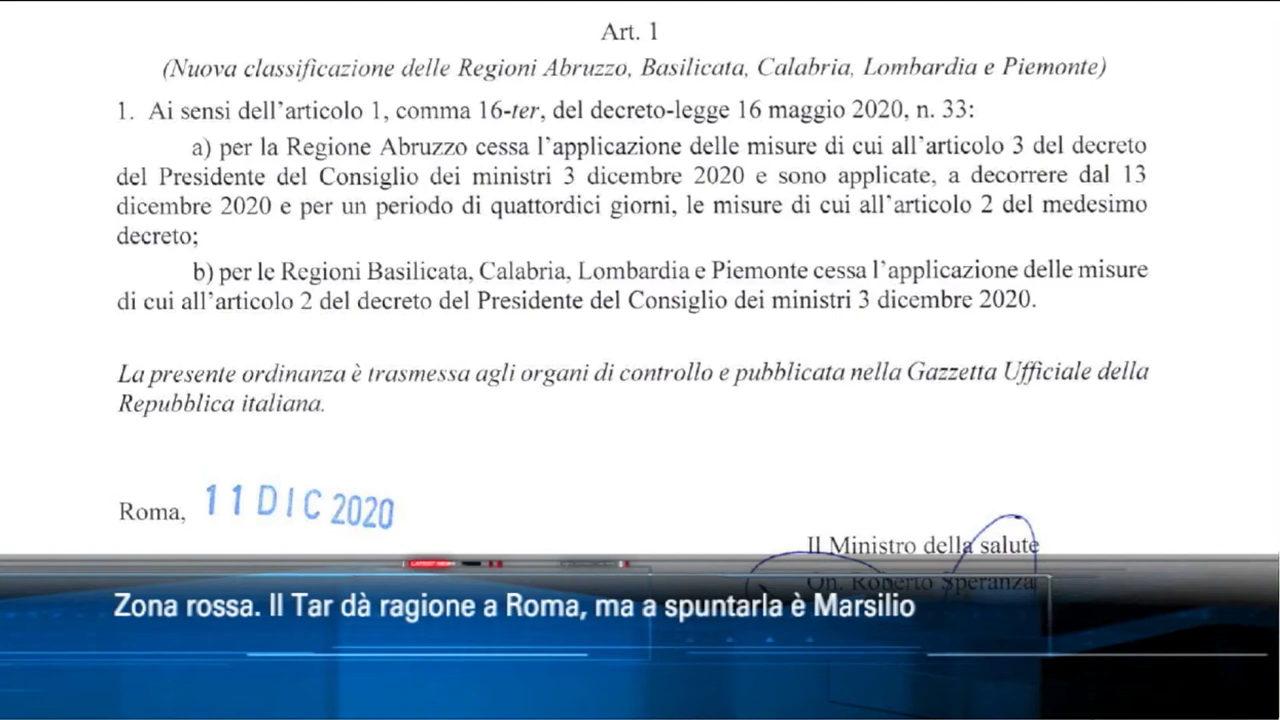 Art. 1
(Nuova classificazione delle Regioni Abruzzo, Basilicata, Calabria, Lombardia e Piemonte)
1. Ai sensi dell'articolo 1, comma 16-ter, del decreto-legge 16 maggio 2020, n. 33:
a) per la Regione Abruzzo cessa l'applicazione delle misure di cui all'articolo 3 del decreto
del Presidente del Consiglio dei ministri 3 dicembre 2020 e sono applicate, a decorrere dal 13
dicembre 2020 e per un periodo di quattordici giorni, le misure di cui all'articolo 2 del medesimo
decreto;
b) per le Regioni Basilicata, Calabria, Lombardia e Piemonte cessa l'applicazione delle misure
di cui all'articolo 2 del decreto del Presidente del Consiglio dei ministri 3 dicembre 2020.
La presente ordinanza è trasmessa agli organi di controllo e pubblicata nella Gazzetta Ufficiale della
Repubblica italiana.
Roma, 11 DIC 2020
Il Ministro della salute
On. Roberto Speranza
LATEST NEWS
Zona rossa. Il Tar dà ragione a Roma, ma a spuntarla è Marsilio